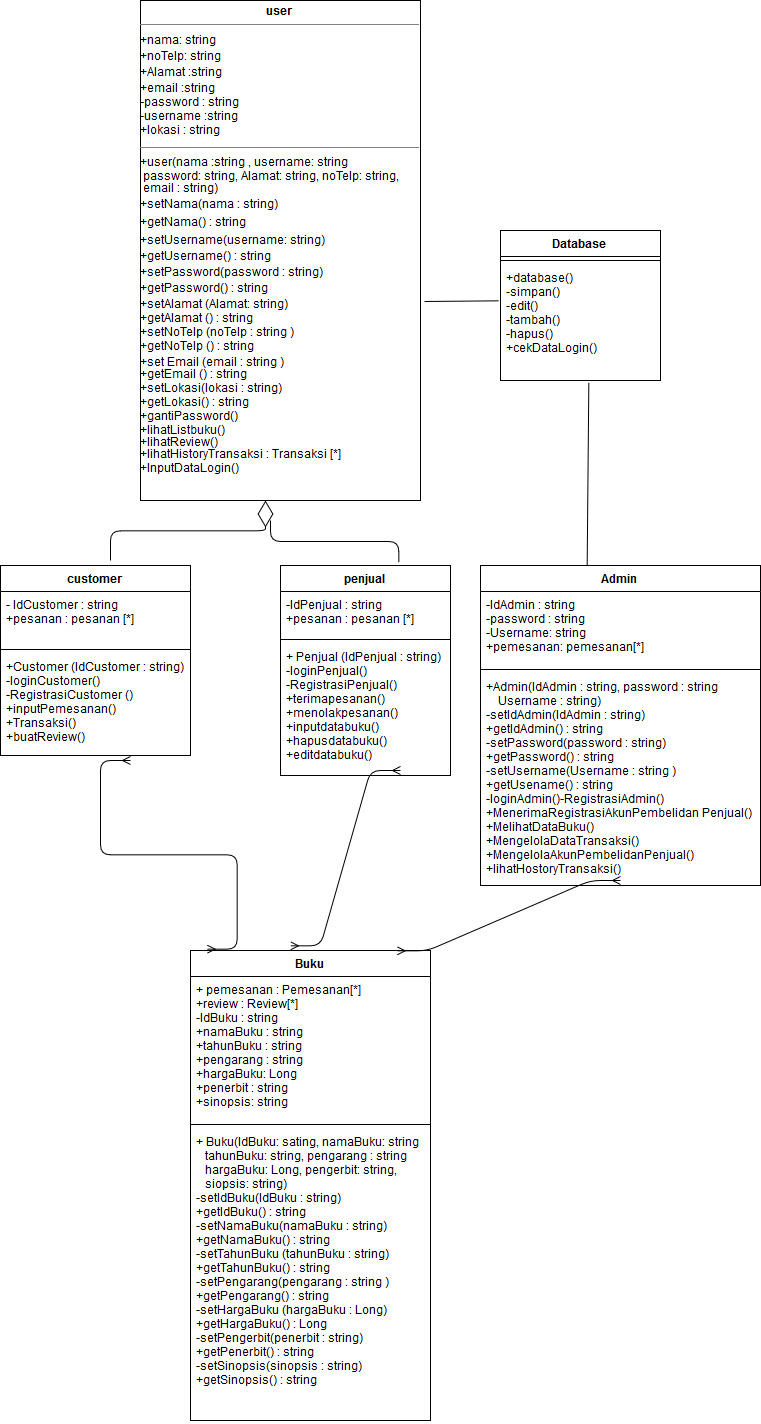 user
+nama: string
+noTelp: string
+Alamat :string
+email :string
-password : string
-username :string
+lokasi : string
+user(nama :string , username: string
password: string, Alamat: string, noTelp: string,
email : string)
+setNama(nama : string)
+getNama() : string
+setUsername(username: string)
+getUsername() : string
+setPassword(password : string)
+getPassword() : string
+setAlamat (Alamat: string)
+getAlamat () : string
+setNoTelp (noTelp : string )
+getNoTelp () : string
+set Email (email : string )
+getEmail () : string
+setLokasi(lokasi : string)
+getLokasi() : string
+gantiPassword()
+lihatListbuku()
+lihatReview()
+lihatHistoryTransaksi : Transaksi [*]
+InputDataLogin()
Database
+database()
-simpan()
-edit()
-tambah()
-hapus()
+cekDataLogin()
customer
- IdCustomer : string
+pesanan : pesanan [*]
+Customer (IdCustomer : string)
-loginCustomer()
-RegistrasiCustomer ()
+inputPemesanan()
+Transaksi()
+buatReview()
penjual
-IdPenjual : string
+pesanan : pesanan [*]
+ Penjual (IdPenjual : string)
-loginPenjual()
-RegistrasiPenjual()
+terimapesanan()
+menolakpesanan()
+inputdatabuku()
+hapusdatabuku()
+editdatabuku()
Admin
-IdAdmin : string
-password : string
-Username: string
+pemesanan: pemesanan[*]
+Admin(IdAdmin : string, password : string
Username : string)
-setIdAdmin(IdAdmin : string)
+getIdAdmin() : string
-setPassword(password : string)
+getPassword() : string
-setUsername(Username : string )
+getUsename() : string
-loginAdmin()-RegistrasiAdmin()
+MenerimaRegistrasiAkunPembelidan Penjual()
+MelihatDataBuku()
+MengelolaDataTransaksi()
+MengelolaAkunPembelidanPenjual()
+lihatHostoryTransaksi()
Buku
+ pemesanan : Pemesanan[*]
+review : Review[*]
-IdBuku : string
+namaBuku : string
+tahunBuku : string
+pengarang : string
+hargaBuku: Long
+penerbit : string
+sinopsis: string
+ Buku(IdBuku: sating, namaBuku: string
tahunBuku: string, pengarang : string
hargaBuku: Long, pengerbit: string,
siopsis: string)
-setIdBuku(IdBuku : string)
+getIdBuku() : string
-setNamaBuku(namaBuku : string)
+getNamaBuku() : string
-setTahunBuku (tahunBuku : string)
+getTahunBuku() : string
-setPengarang(pengarang : string )
+getPengarang() : string
-setHargaBuku (hargaBuku : Long)
+getHargaBuku() : Long
-setPengerbit(penerbit : string)
+getPenerbit() : string
-setSinopsis(sinopsis : string)
+getSinopsis() : string